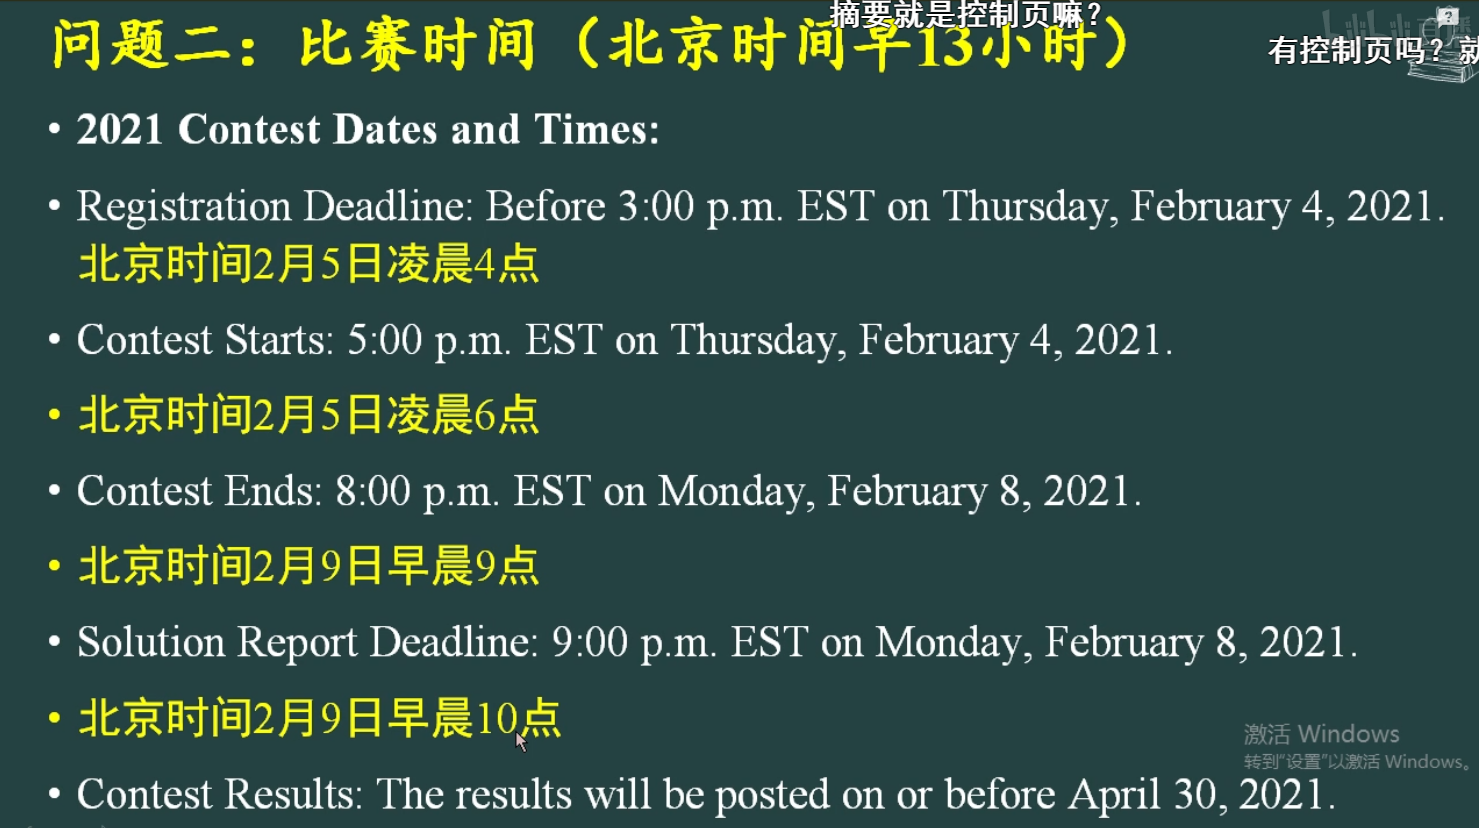 摘要就是控制页嘛?
问题二：比赛时间（北京时间早13小时）
有控制页吗？就
• 2021 Contest Dates and Times:
• Registration Deadline: Before 3:00 p.m. EST on Thursday, February 4, 2021.
北京时间2月5日凌晨4点
• Contest Starts: 5:00 p.m. EST on Thursday, February 4, 2021.
• 北京时间2月5日凌晨6点
• Contest Ends: 8:00 p.m. EST on Monday, February 8, 2021.
• 北京时间2月9日早晨9点
• Solution Report Deadline: 9:00 p.m. EST on Monday, February 8, 2021.
• 北京时间2月9日早晨10点
激活 Windows
转到"设置"以激活 Windows。
• Contest Results: The results will be posted on or before April 30, 2021.